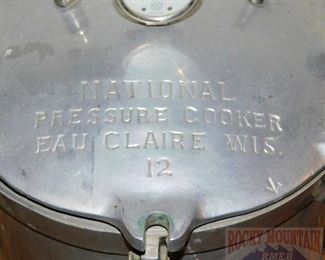 NATIONAL
PRESSURE COOKER
EAU CLAIRE WIS.
12
ROCKY MOUNTAIN